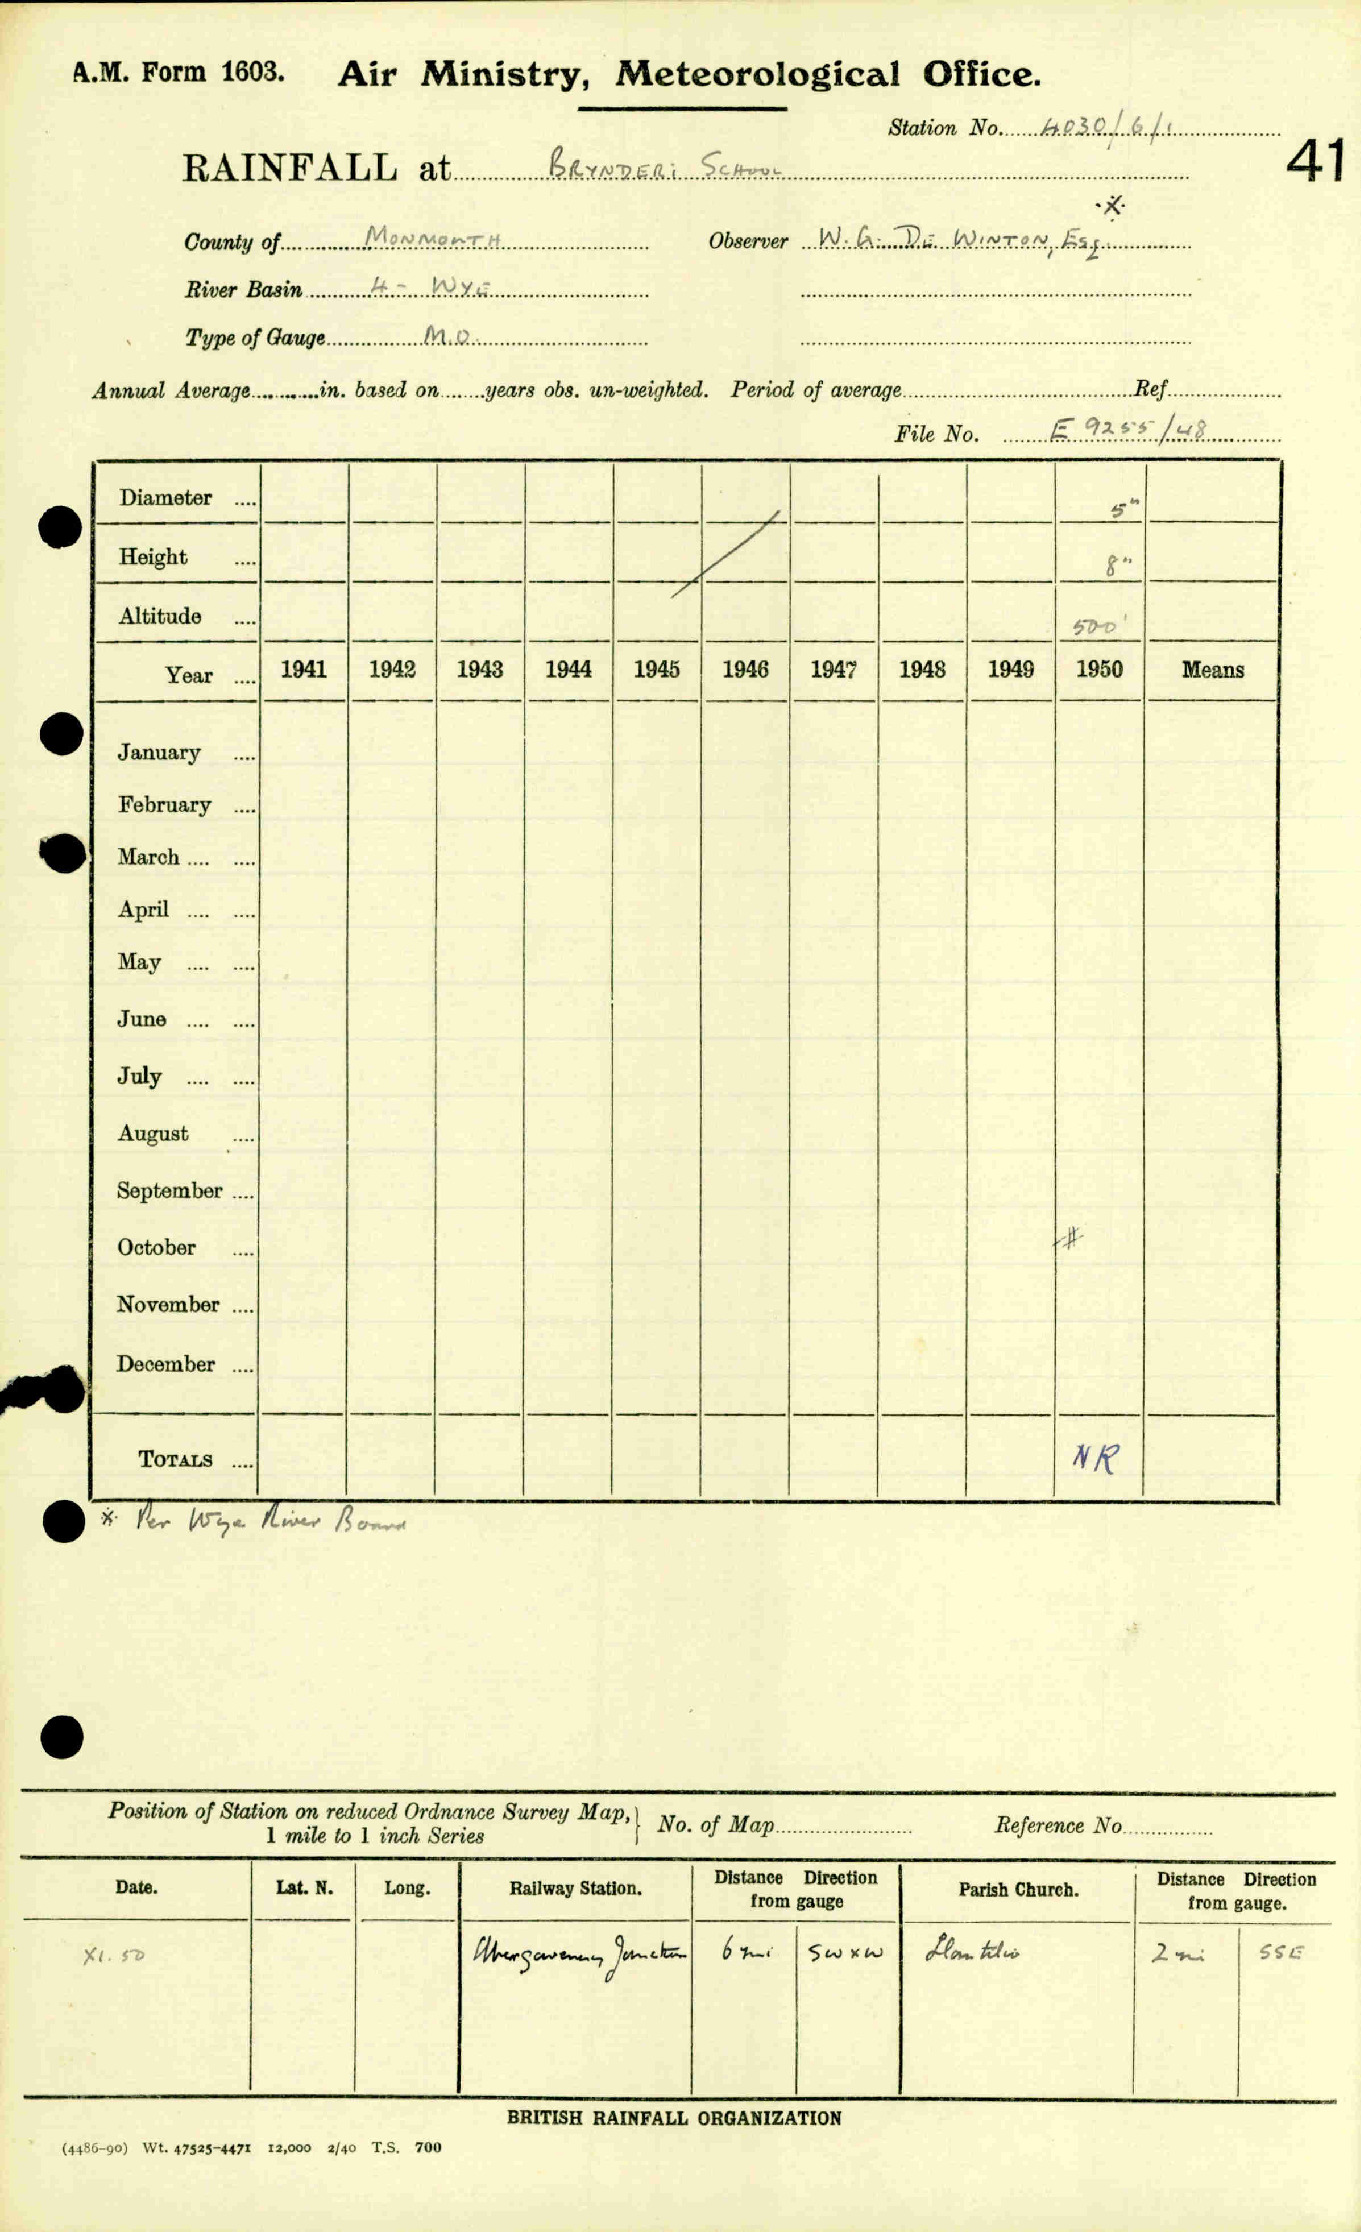 A.M. Form 1603. Air Ministry, Meteorological Office.
Station No. 4030/6/1
41
RAINFALL at BRYNDERI SCHOOL
*
County of MONMOUTH Observer W. G. DE WINTON, Esq.
River Basin 4 - WYE
Type of Gauge M.O.
Annual Average in. based on years obs. un-weighted. Period of average Ref
File No. E 9255/48
Diameter 5"
Height 8"
Altitude 500'
Year 1941 1942 1943 1944 1945 1946 1947 1948 1949 1950 Means
January
February
March
April
May
June
July
August
September
October #
November
December
TOTALS NR
* Per Wye River Board
Position of Station on reduced Ordnance Survey Map, } No. of Map Reference No
1 mile to 1 inch Series
Date. Lat. N. Long. Railway Station. Distance Direction from gauge Parish Church. Distance Direction from gauge.
XI. 50 Abergavenny Junction 6 mi SW x W Llantilio 2 mi SSE
BRITISH RAINFALL ORGANIZATION
(4486-90) Wt. 47525-4471 12,000 2/40 T.S. 700